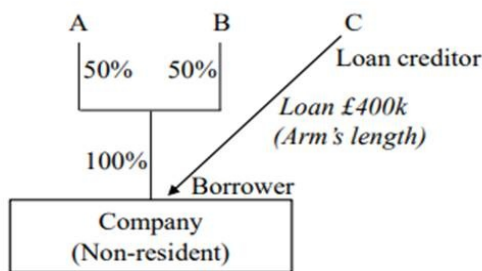 A B C
50% 50% Loan creditor
Loan £400k
(Arm's length)
100%
Borrower
Company
(Non-resident)